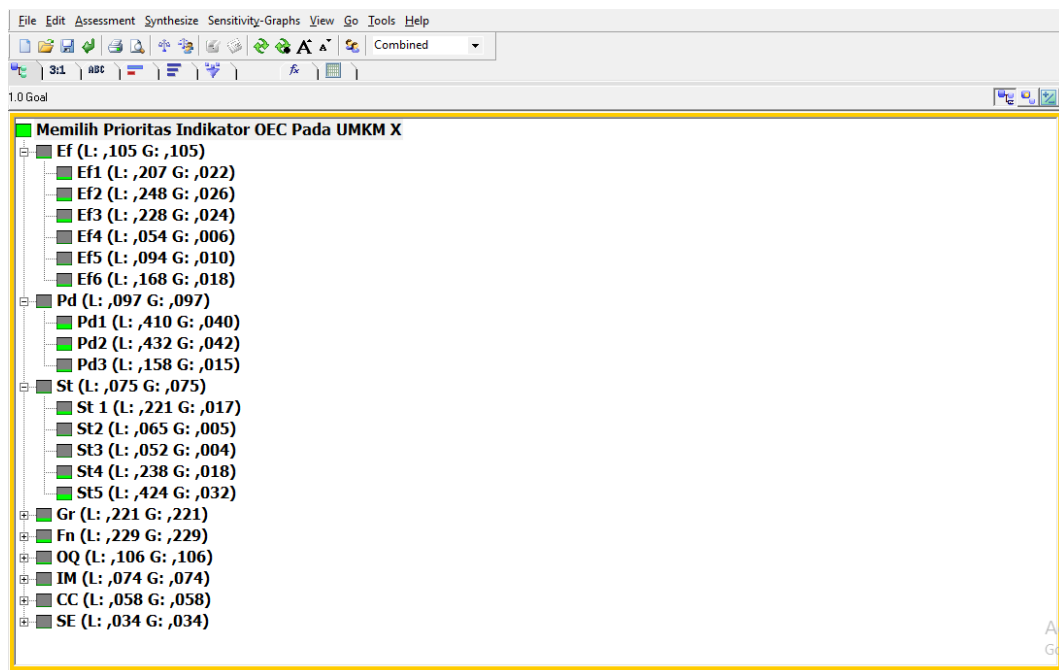 File Edit Assessment Synthesize Sensitivity-Graphs View Go Tools Help
Combined
3:1 ABC fx
1.0 Goal
Memilih Prioritas Indikator OEC Pada UMKM X
Ef (L: ,105 G: ,105)
Ef1 (L: ,207 G: ,022)
Ef2 (L: ,248 G: ,026)
Ef3 (L: ,228 G: ,024)
Ef4 (L: ,054 G: ,006)
Ef5 (L: ,094 G: ,010)
Ef6 (L: ,168 G: ,018)
Pd (L: ,097 G: ,097)
Pd1 (L: ,410 G: ,040)
Pd2 (L: ,432 G: ,042)
Pd3 (L: ,158 G: ,015)
St (L: ,075 G: ,075)
St 1 (L: ,221 G: ,017)
St2 (L: ,065 G: ,005)
St3 (L: ,052 G: ,004)
St4 (L: ,238 G: ,018)
St5 (L: ,424 G: ,032)
Gr (L: ,221 G: ,221)
Fn (L: ,229 G: ,229)
OQ (L: ,106 G: ,106)
IM (L: ,074 G: ,074)
CC (L: ,058 G: ,058)
SE (L: ,034 G: ,034)